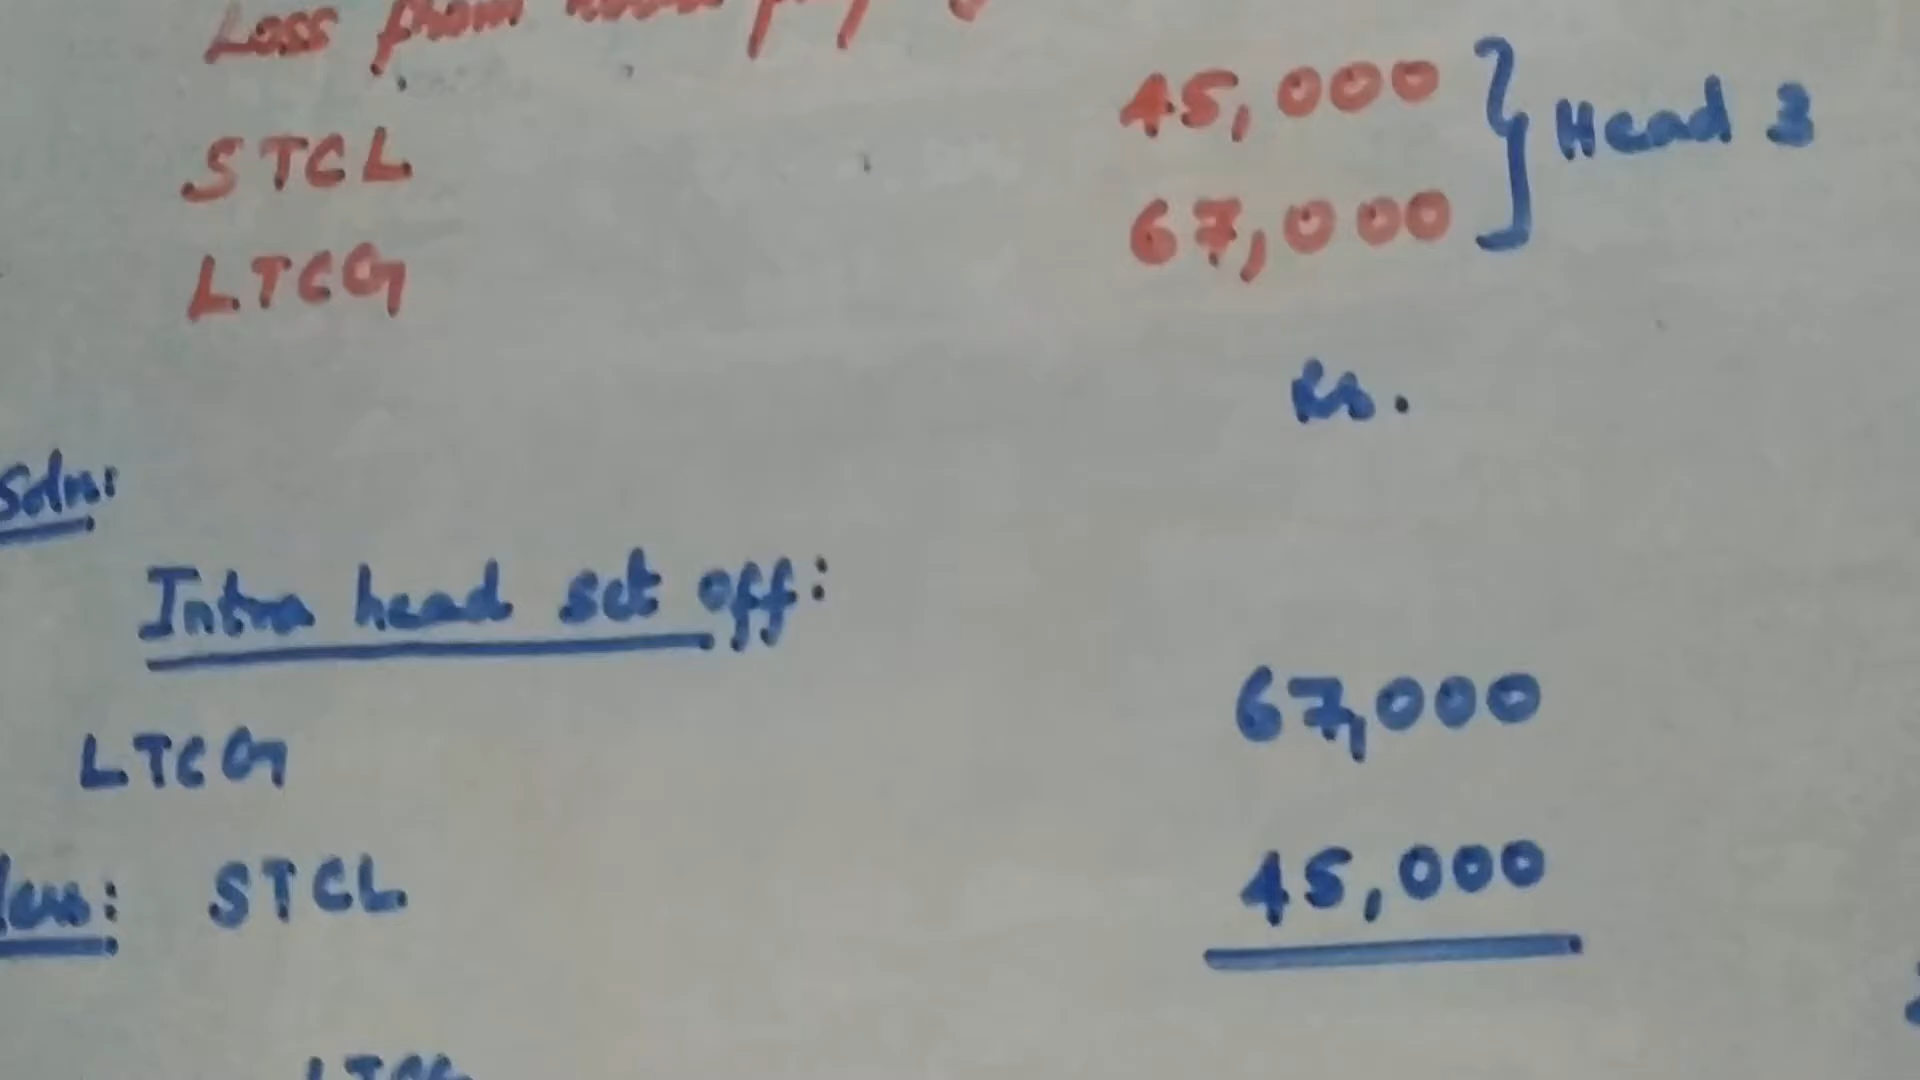 Loss from
45,000
STCL
Head 3
67,000
LTCG
Rs.
Soln:
Intra head set off:
LTCG 67,000
less: STCL 45,000